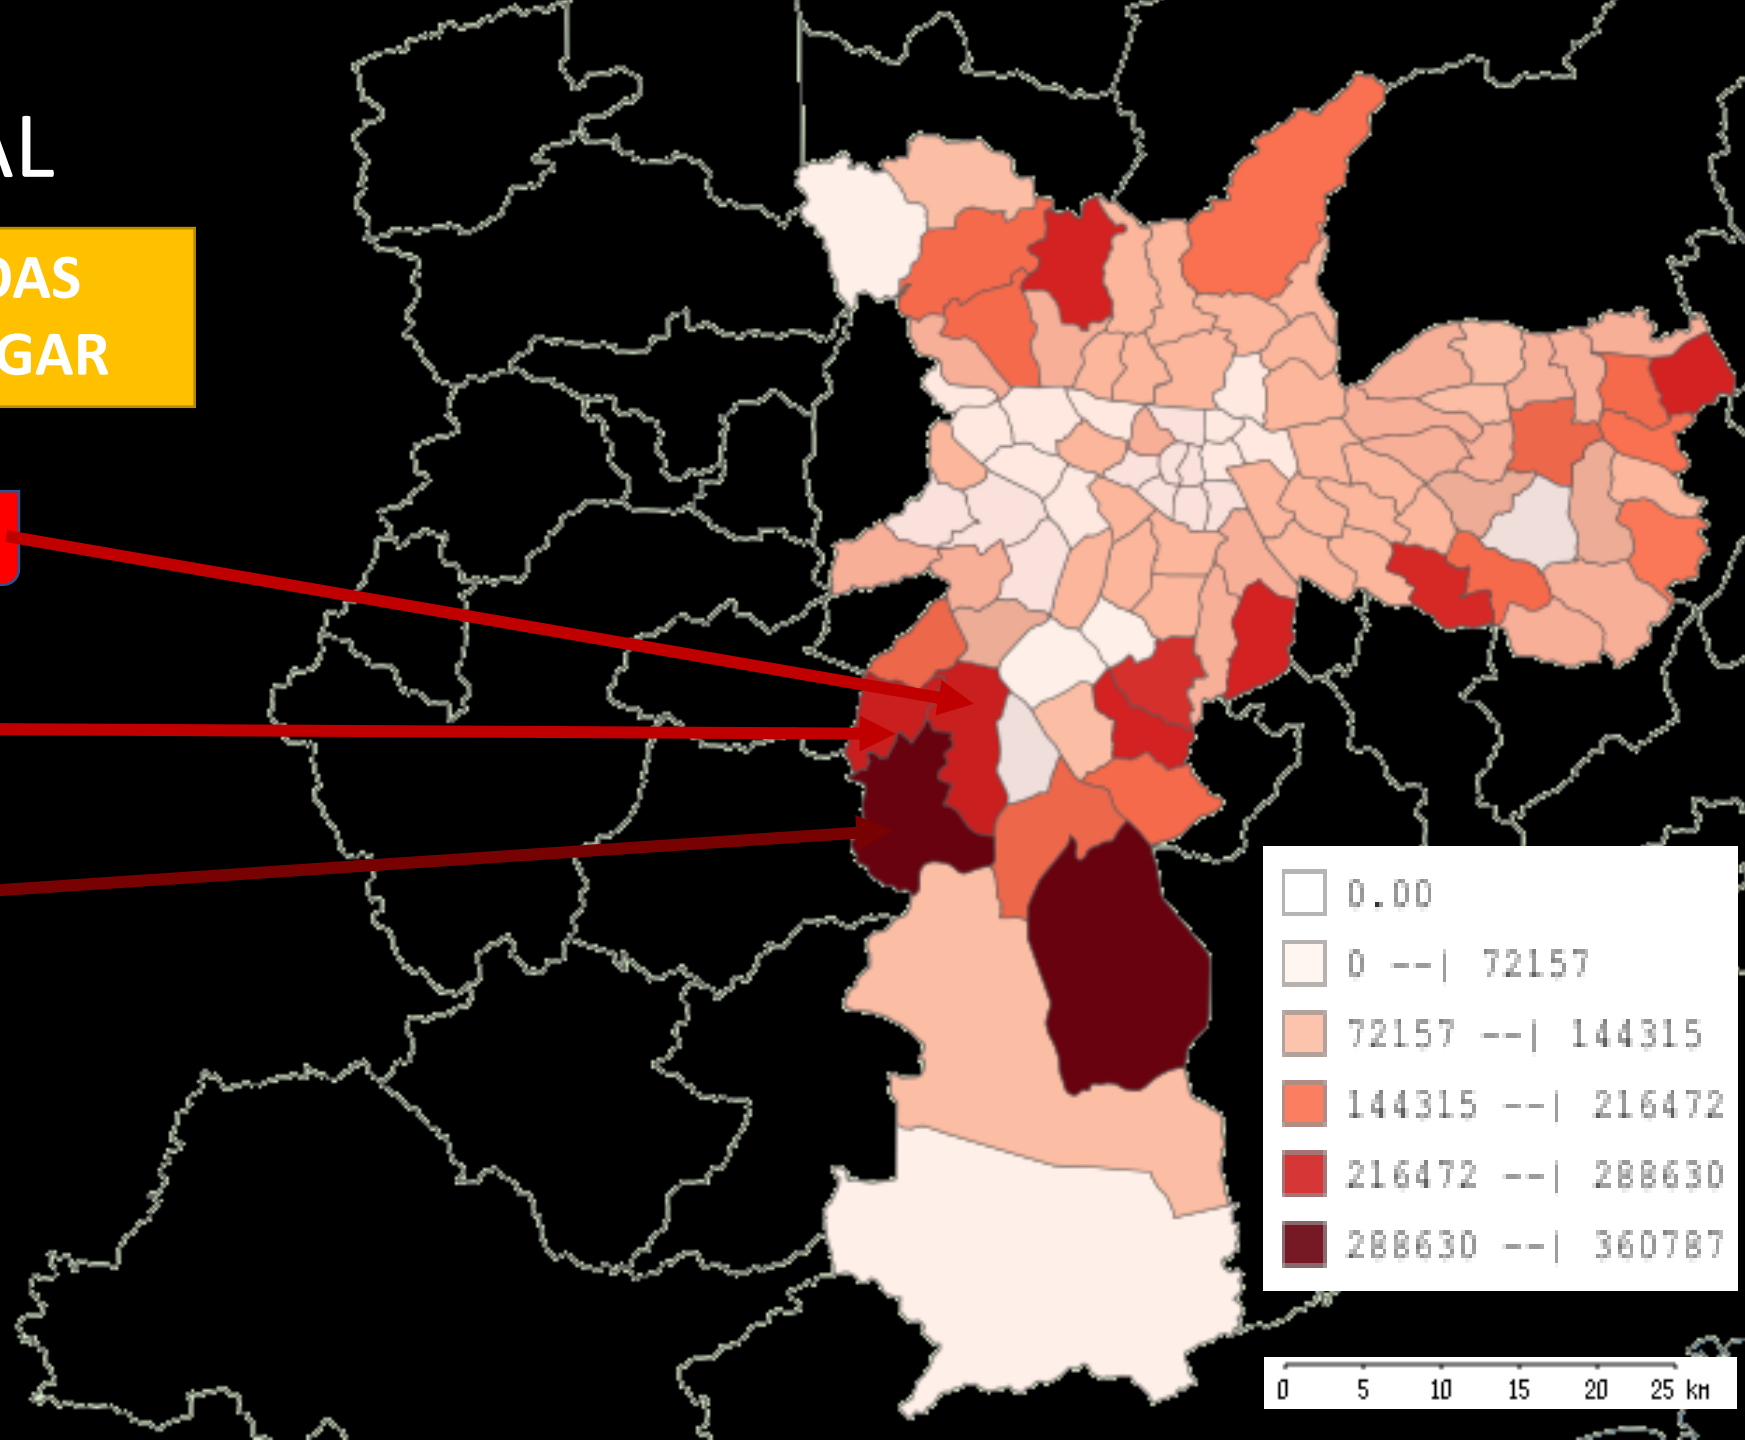 AL
DAS
GAR
0.00
0 --| 72157
72157 --| 144315
144315 --| 216472
216472 --| 288630
288630 --| 360787
0 5 10 15 20 25 km